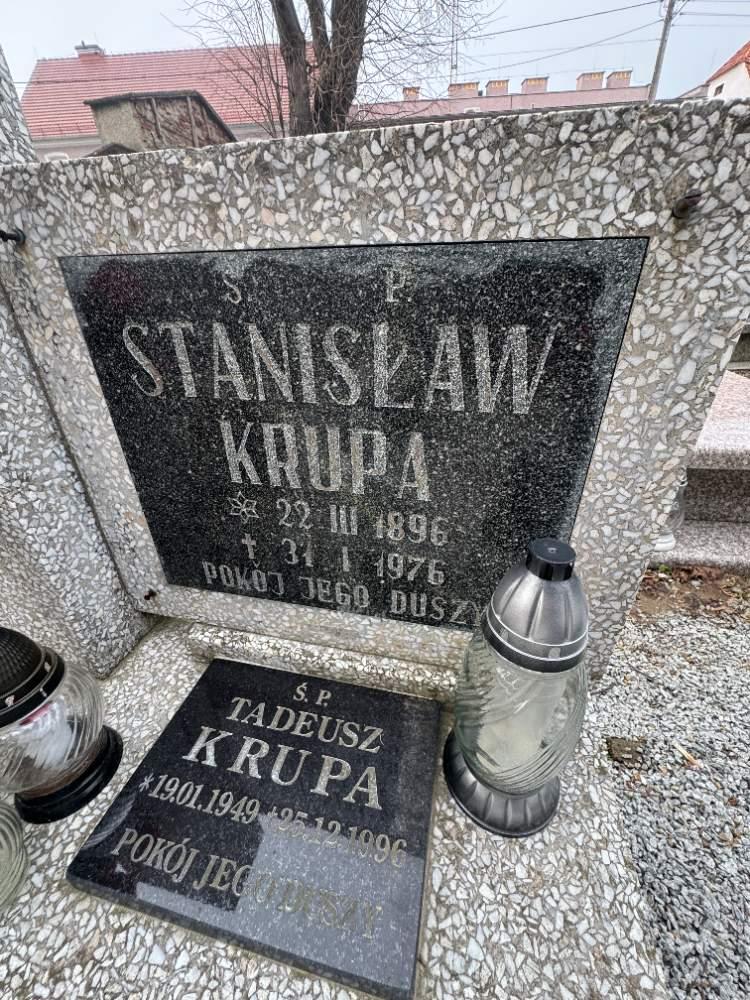 Ś. P.
STANISŁAW
KRUPA
22 III 1896
✝ 31 I 1976
POKÓJ JEGO DUSZY
Ś. P.
TADEUSZ
KRUPA
*19.01.1949 +25.12.1996
POKÓJ JEGO DUSZY